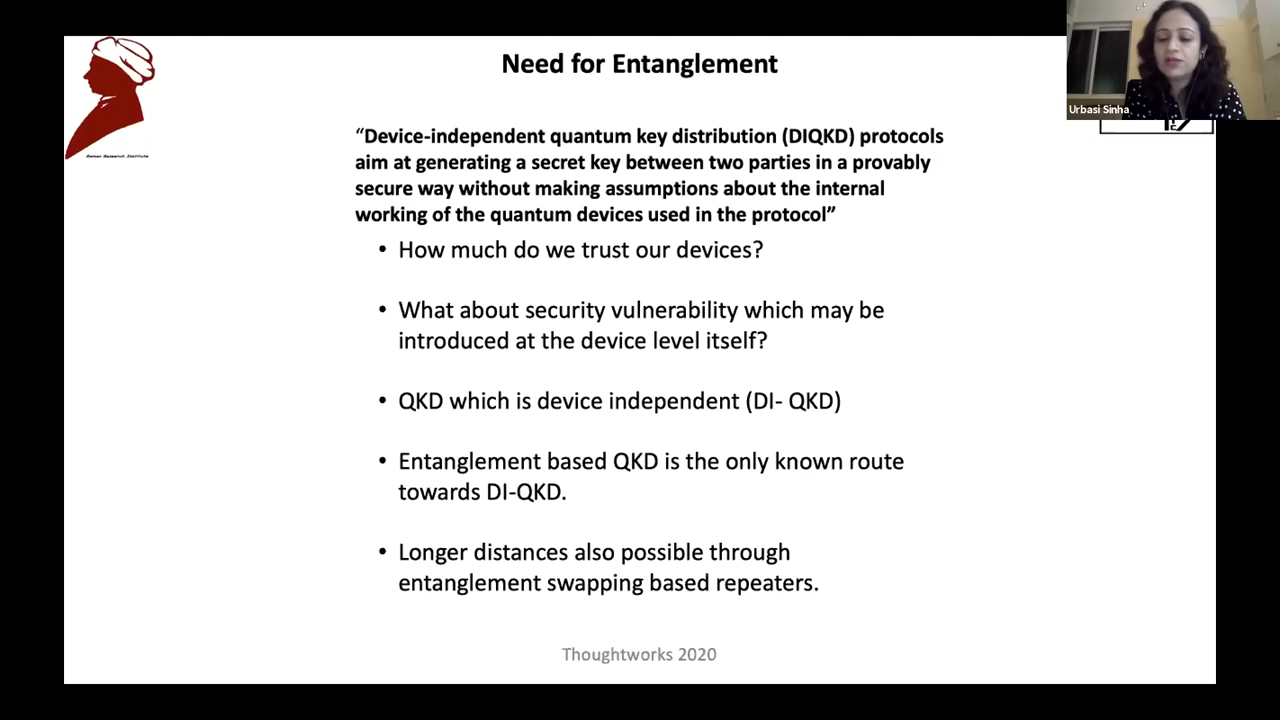 Need for Entanglement
Urbasi Sinha
Raman Research Institute
“Device-independent quantum key distribution (DIQKD) protocols
aim at generating a secret key between two parties in a provably
secure way without making assumptions about the internal
working of the quantum devices used in the protocol”
• How much do we trust our devices?
• What about security vulnerability which may be
introduced at the device level itself?
• QKD which is device independent (DI- QKD)
• Entanglement based QKD is the only known route
towards DI-QKD.
• Longer distances also possible through
entanglement swapping based repeaters.
Thoughtworks 2020